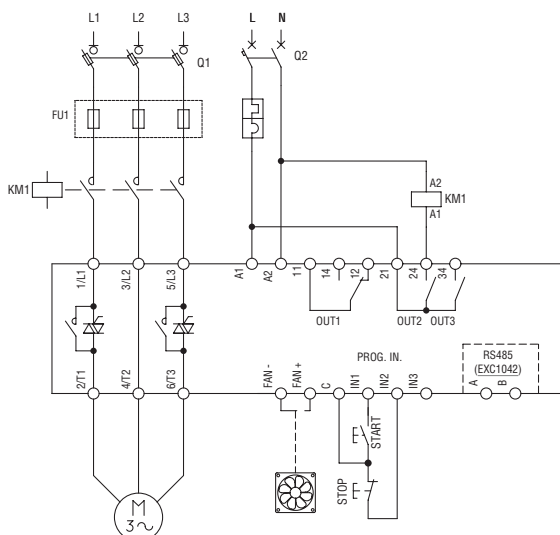 L1 L2 L3 L N
Q1 Q2
FU1
KM1
A2
KM1
A1
1/L1 3/L2 5/L3 A1 A2 11 14 12 21 24 34
OUT1 OUT2 OUT3
PROG. IN.
RS485
(EXC1042)
2/T1 4/T2 6/T3 FAN - FAN + C IN1 IN2 IN3 A B
START
STOP
M
3~